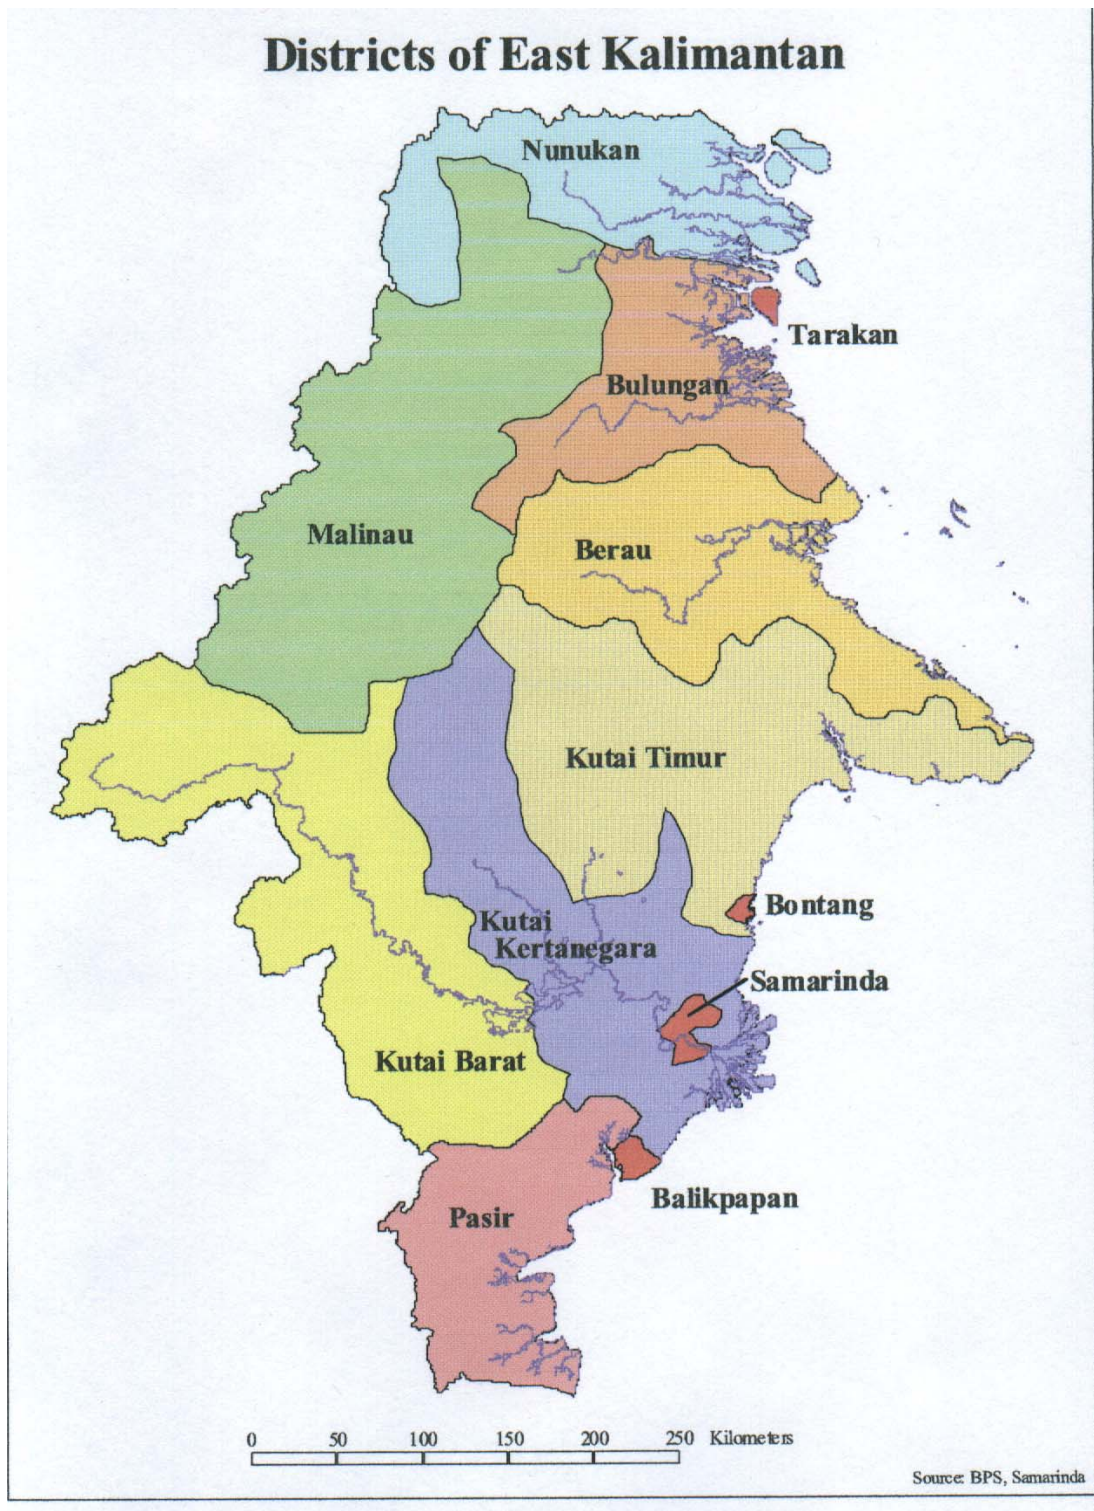 Districts of East Kalimantan
Nunukan
Tarakan
Bulungan
Malinau
Berau
Kutai Timur
Bontang
Kutai
Kertanegara
Samarinda
Kutai Barat
Balikpapan
Pasir
0 50 100 150 200 250 Kilometers
Source: BPS, Samarinda